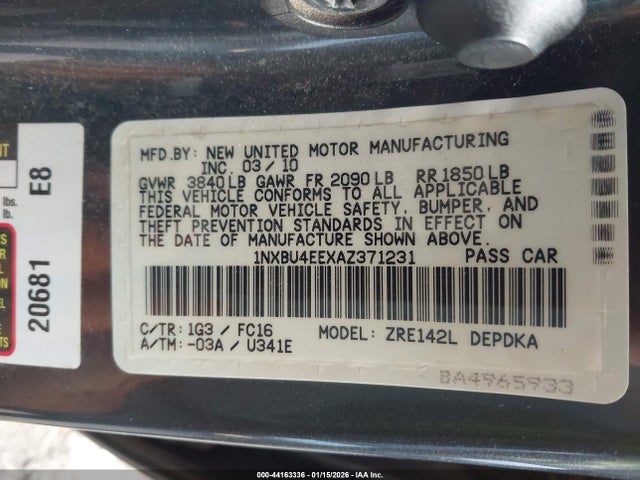 MFD.BY: NEW UNITED MOTOR MANUFACTURING
INC. 03/10
GVWR 3840LB GAWR FR 2090LB RR 1850LB
THIS VEHICLE CONFORMS TO ALL APPLICABLE
FEDERAL MOTOR VEHICLE SAFETY, BUMPER, AND
THEFT PREVENTION STANDARDS IN EFFECT ON
THE DATE OF MANUFACTURE SHOWN ABOVE.
1NXBU4EEXAZ371231 PASS CAR
C/TR: 1G3 / FC16 MODEL: ZRE142L DEPDKA
A/TM: -03A / U341E
BA4965933
20681 E8
lbs.
lb.
000-44163336 - 01/15/2026 - IAA Inc.